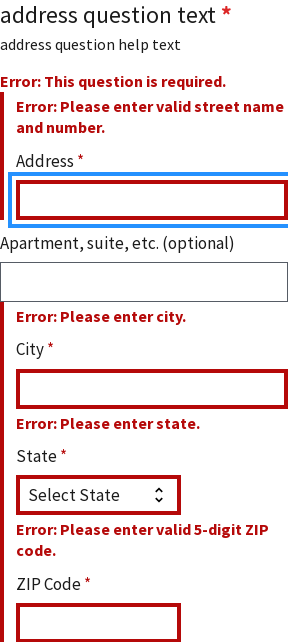 address question text *
address question help text
Error: This question is required.
Error: Please enter valid street name
and number.
Address *
Apartment, suite, etc. (optional)
Error: Please enter city.
City *
Error: Please enter state.
State *
Select State
Error: Please enter valid 5-digit ZIP
code.
ZIP Code *